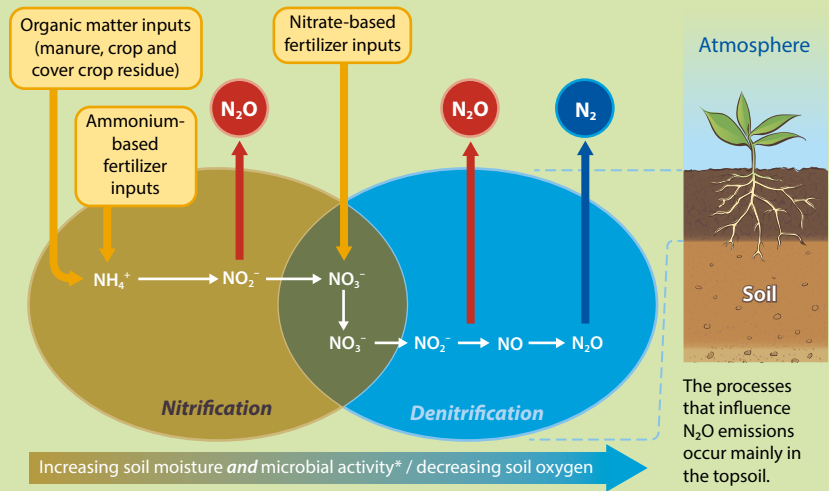 Organic matter inputs
(manure, crop and
cover crop residue)
Nitrate-based
fertilizer inputs
Ammonium-
based
fertilizer
inputs
N₂O
N₂O
N₂
Atmosphere
NH₄⁺
NO₂⁻
NO₃⁻
NO₃⁻
NO₂⁻
NO
N₂O
Soil
Nitrification
Denitrification
Increasing soil moisture and microbial activity* / decreasing soil oxygen
The processes
that influence
N₂O emissions
occur mainly in
the topsoil.